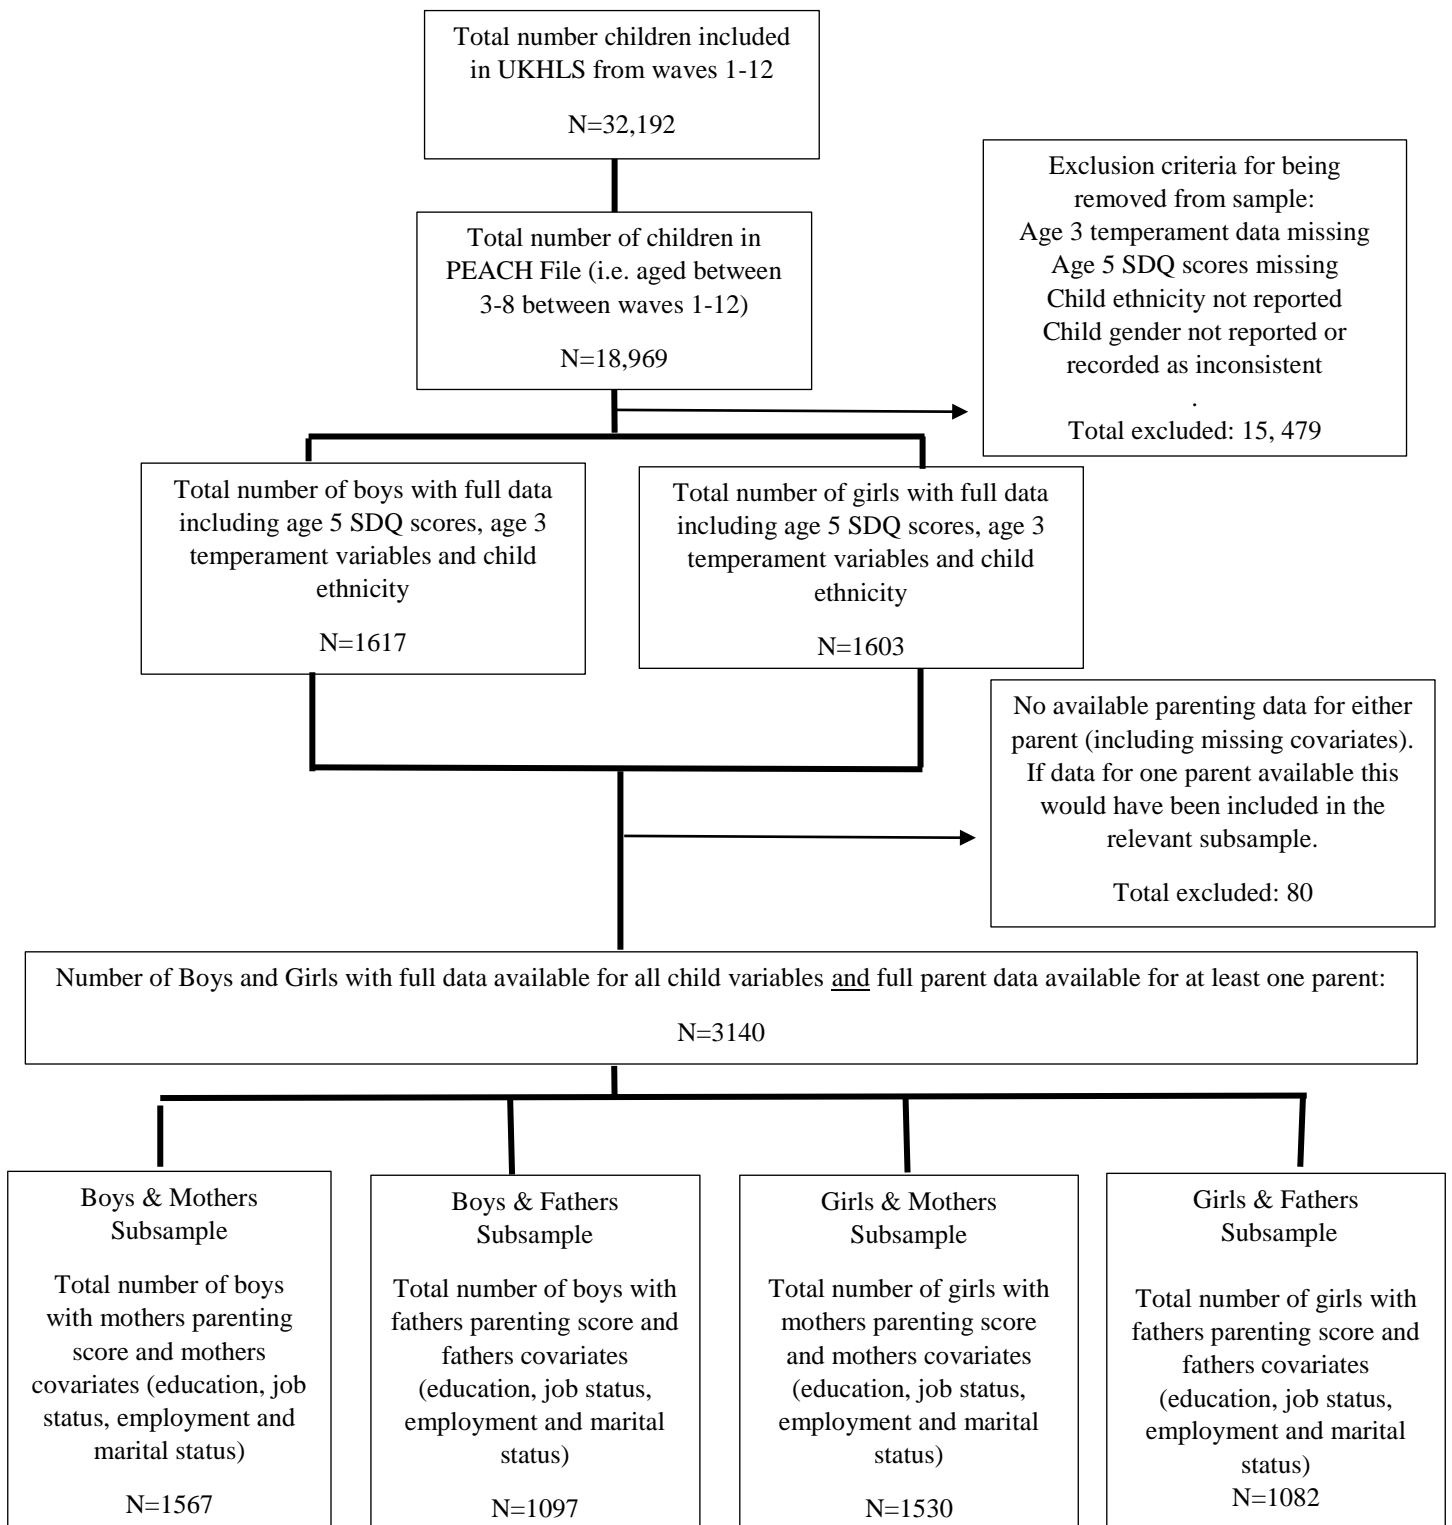 Total number children included
in UKHLS from waves 1-12
N=32,192
Exclusion criteria for being
removed from sample:
Age 3 temperament data missing
Age 5 SDQ scores missing
Child ethnicity not reported
Child gender not reported or
recorded as inconsistent
.
Total excluded: 15, 479
Total number of children in
PEACH File (i.e. aged between
3-8 between waves 1-12)
N=18,969
Total number of boys with full data
including age 5 SDQ scores, age 3
temperament variables and child
ethnicity
N=1617
Total number of girls with full data
including age 5 SDQ scores, age 3
temperament variables and child
ethnicity
N=1603
No available parenting data for either
parent (including missing covariates).
If data for one parent available this
would have been included in the
relevant subsample.
Total excluded: 80
Number of Boys and Girls with full data available for all child variables and full parent data available for at least one parent:
N=3140
Boys & Mothers
Subsample
Total number of boys
with mothers parenting
score and mothers
covariates (education, job
status, employment and
marital status)
N=1567
Boys & Fathers
Subsample
Total number of boys with
fathers parenting score and
fathers covariates
(education, job status,
employment and marital
status)
N=1097
Girls & Mothers
Subsample
Total number of girls with
mothers parenting score
and mothers covariates
(education, job status,
employment and marital
status)
N=1530
Girls & Fathers
Subsample
Total number of girls with
fathers parenting score and
fathers covariates
(education, job status,
employment and marital
status)
N=1082